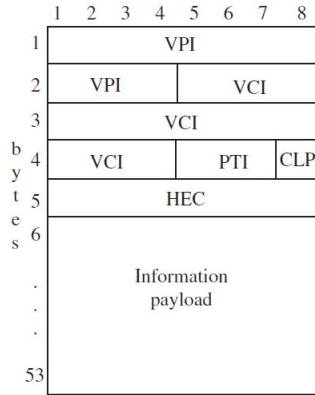 1 2 3 4 5 6 7 8
1 VPI
2 VPI VCI
3 VCI
4 VCI PTI CLP
5 HEC
6
Information
payload
.
.
.
53
bytes